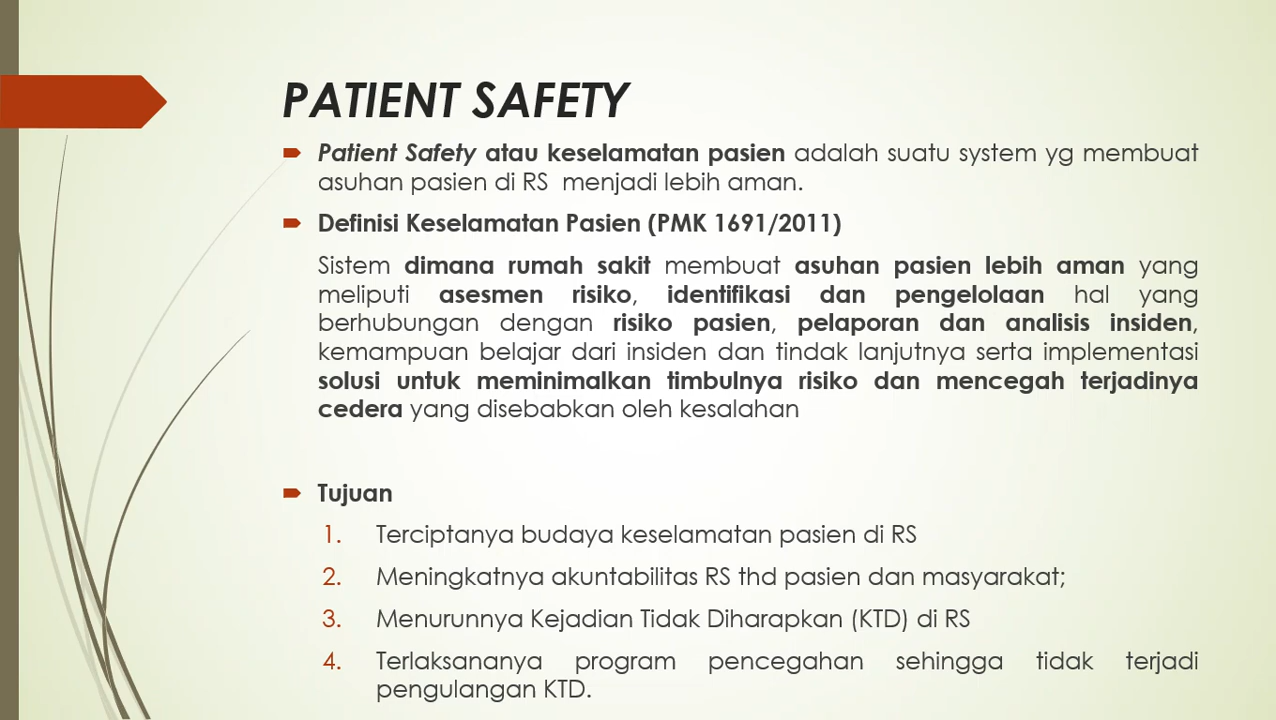 PATIENT SAFETY
Patient Safety atau keselamatan pasien adalah suatu system yg membuat
asuhan pasien di RS menjadi lebih aman.
Definisi Keselamatan Pasien (PMK 1691/2011)
Sistem dimana rumah sakit membuat asuhan pasien lebih aman yang
meliputi asesmen risiko, identifikasi dan pengelolaan hal yang
berhubungan dengan risiko pasien, pelaporan dan analisis insiden,
kemampuan belajar dari insiden dan tindak lanjutnya serta implementasi
solusi untuk meminimalkan timbulnya risiko dan mencegah terjadinya
cedera yang disebabkan oleh kesalahan
Tujuan
1. Terciptanya budaya keselamatan pasien di RS
2. Meningkatnya akuntabilitas RS thd pasien dan masyarakat;
3. Menurunnya Kejadian Tidak Diharapkan (KTD) di RS
4. Terlaksananya program pencegahan sehingga tidak terjadi
pengulangan KTD.